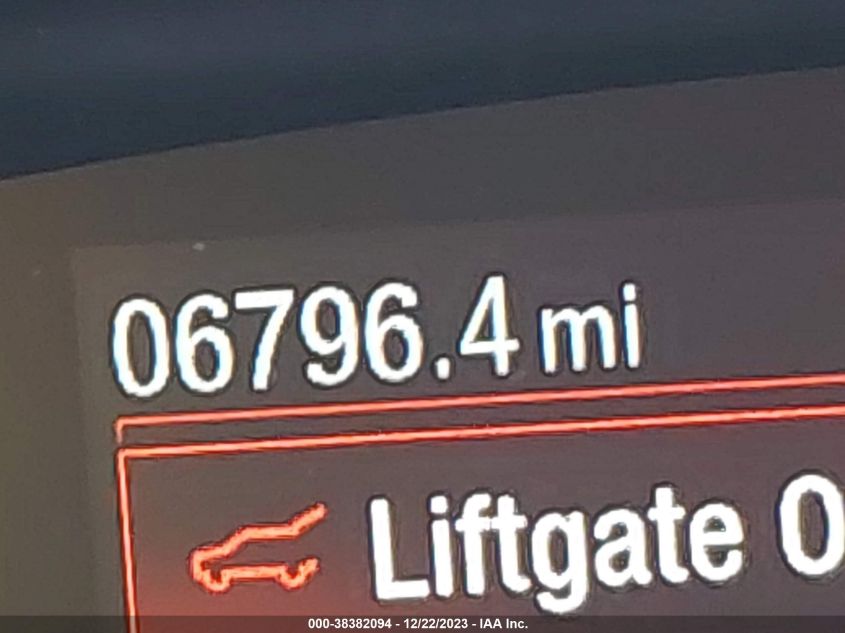 06796.4 mi
Liftgate
000-38382094 - 12/22/2023 - IAA Inc.